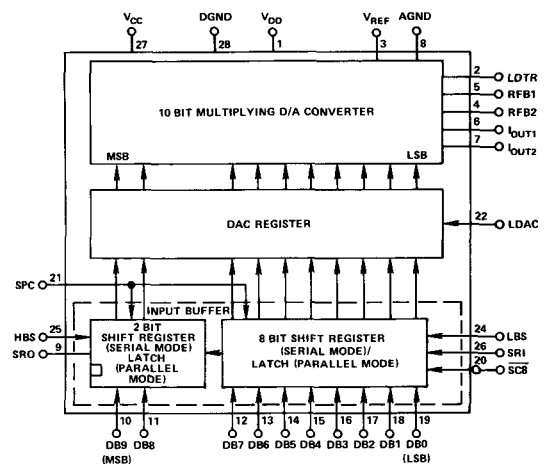 VCC DGND VDD VREF AGND
27 28 1 3 8
2 LDTR
5 RFB1
10 BIT MULTIPLYING D/A CONVERTER
4 RFB2
6 IOUT1
7 IOUT2
MSB LSB
DAC REGISTER
22 LDAC
21
SPC
INPUT BUFFER
25
HBS
SRO 9
2 BIT
SHIFT REGISTER
(SERIAL MODE)
LATCH
(PARALLEL
MODE)
8 BIT SHIFT REGISTER
(SERIAL MODE)/
LATCH (PARALLEL MODE)
24 LBS
26 SRI
20 SC8
10 11 12 13 14 15 16 17 18 19
DB9 DB8 DB7 DB6 DB5 DB4 DB3 DB2 DB1 DB0
(MSB) (LSB)